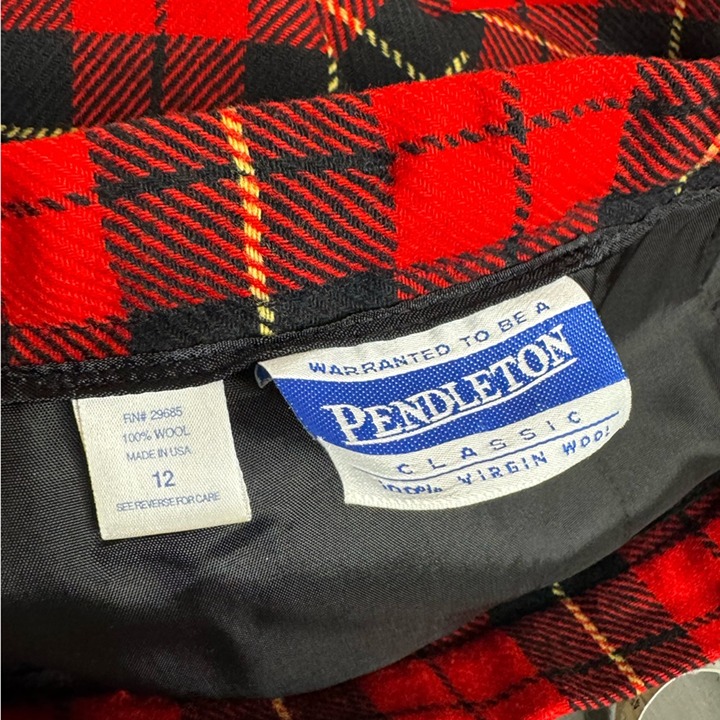 RN# 29685
100% WOOL
MADE IN USA
12
SEE REVERSE FOR CARE
WARRANTED TO BE A
PENDLETON
CLASSIC
100% VIRGIN WOOL